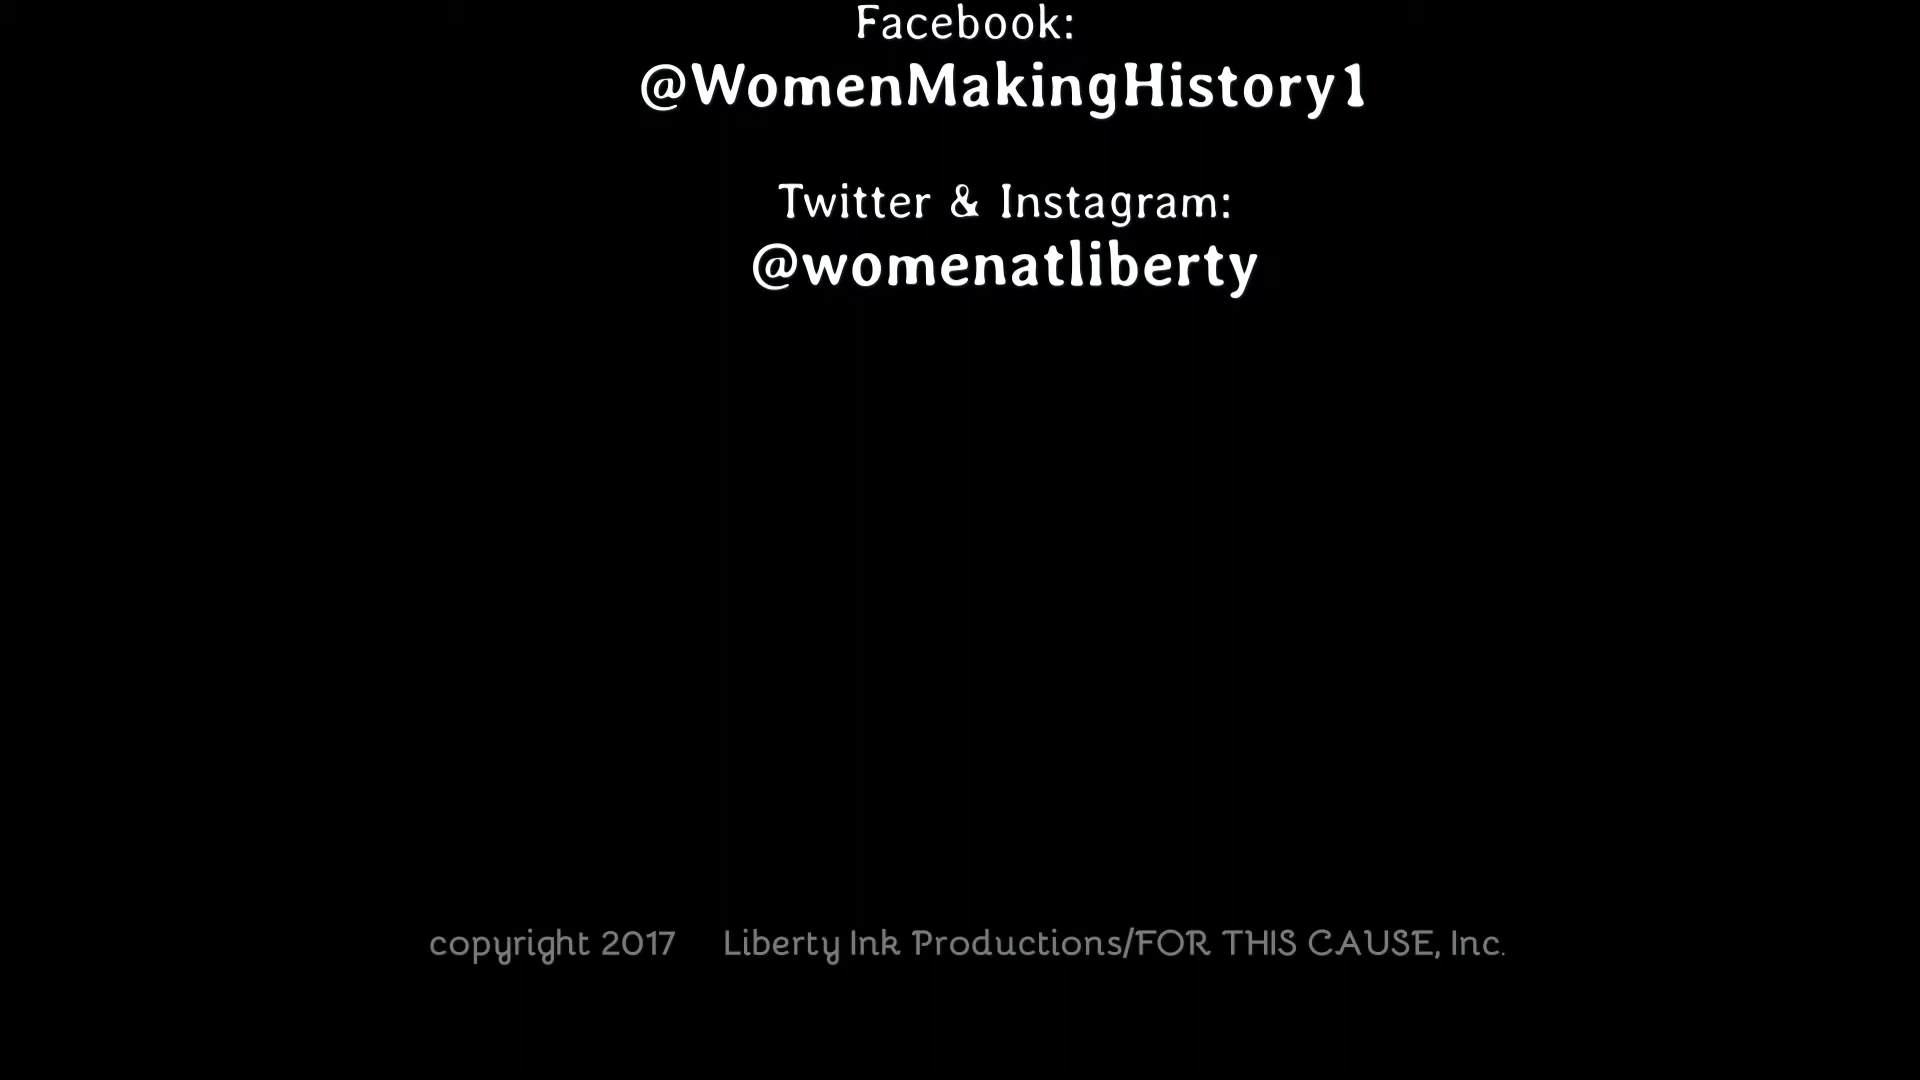 Facebook:
@WomenMakingHistory1
Twitter & Instagram:
@womenatliberty
copyright 2017 Liberty Ink Productions/FOR THIS CAUSE, Inc.